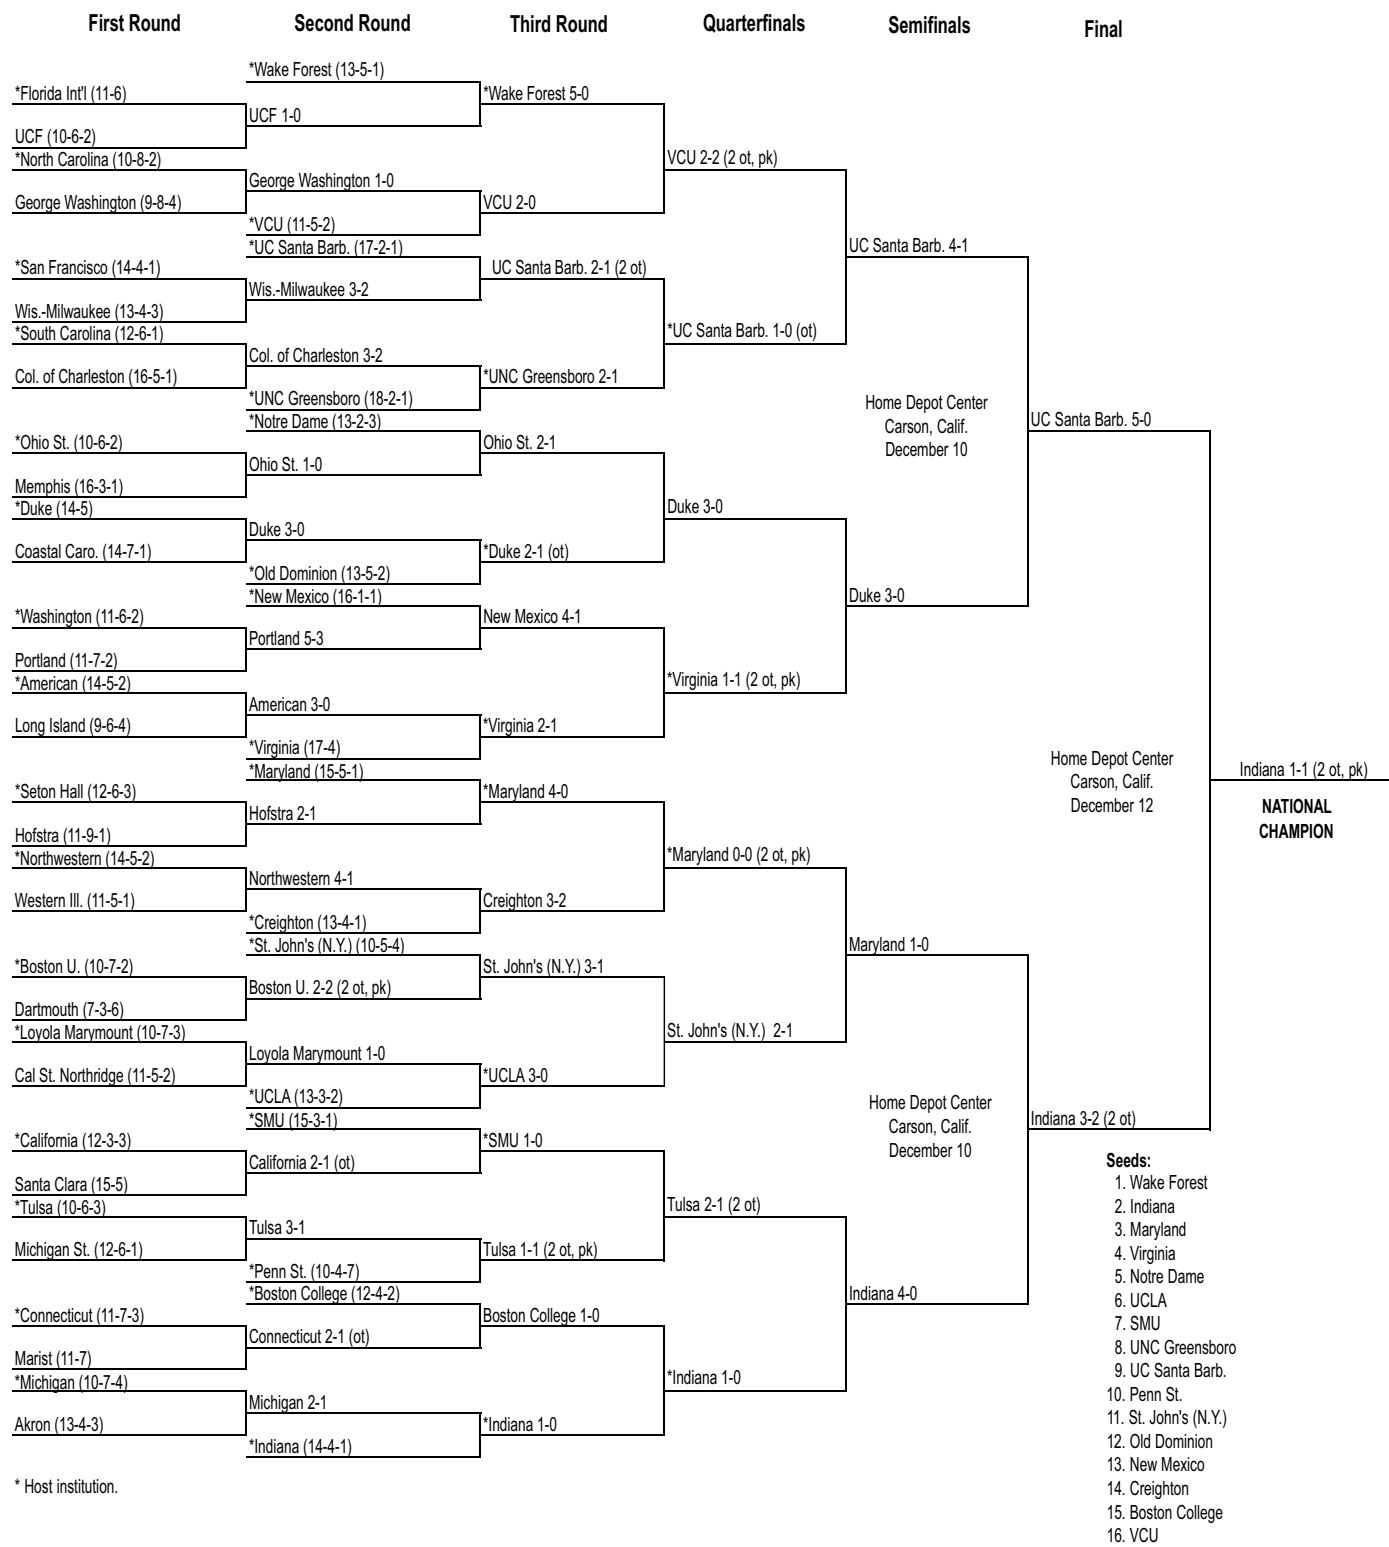 First Round
Second Round
Third Round
Quarterfinals
Semifinals
Final
*Wake Forest (13-5-1)
*Florida Int'l (11-6)
*Wake Forest 5-0
UCF 1-0
UCF (10-6-2)
*North Carolina (10-8-2)
VCU 2-2 (2 ot, pk)
George Washington 1-0
George Washington (9-8-4)
VCU 2-0
*VCU (11-5-2)
*UC Santa Barb. (17-2-1)
UC Santa Barb. 4-1
*San Francisco (14-4-1)
UC Santa Barb. 2-1 (2 ot)
Wis.-Milwaukee 3-2
Wis.-Milwaukee (13-4-3)
*South Carolina (12-6-1)
*UC Santa Barb. 1-0 (ot)
Col. of Charleston 3-2
Col. of Charleston (16-5-1)
*UNC Greensboro 2-1
*UNC Greensboro (18-2-1)
Home Depot Center
Carson, Calif.
December 10
*Notre Dame (13-2-3)
UC Santa Barb. 5-0
*Ohio St. (10-6-2)
Ohio St. 2-1
Ohio St. 1-0
Memphis (16-3-1)
*Duke (14-5)
Duke 3-0
Duke 3-0
Coastal Caro. (14-7-1)
*Duke 2-1 (ot)
*Old Dominion (13-5-2)
*New Mexico (16-1-1)
Duke 3-0
*Washington (11-6-2)
New Mexico 4-1
Portland 5-3
Portland (11-7-2)
*American (14-5-2)
*Virginia 1-1 (2 ot, pk)
American 3-0
Long Island (9-6-4)
*Virginia 2-1
*Virginia (17-4)
Home Depot Center
Carson, Calif.
December 12
*Maryland (15-5-1)
Indiana 1-1 (2 ot, pk)
NATIONAL
CHAMPION
*Seton Hall (12-6-3)
*Maryland 4-0
Hofstra 2-1
Hofstra (11-9-1)
*Northwestern (14-5-2)
*Maryland 0-0 (2 ot, pk)
Northwestern 4-1
Western Ill. (11-5-1)
Creighton 3-2
*Creighton (13-4-1)
*St. John's (N.Y.) (10-5-4)
Maryland 1-0
*Boston U. (10-7-2)
St. John's (N.Y.) 3-1
Boston U. 2-2 (2 ot, pk)
Dartmouth (7-3-6)
*Loyola Marymount (10-7-3)
St. John's (N.Y.) 2-1
Loyola Marymount 1-0
Cal St. Northridge (11-5-2)
*UCLA 3-0
*UCLA (13-3-2)
Home Depot Center
Carson, Calif.
December 10
*SMU (15-3-1)
Indiana 3-2 (2 ot)
*California (12-3-3)
*SMU 1-0
California 2-1 (ot)
Santa Clara (15-5)
*Tulsa (10-6-3)
Tulsa 2-1 (2 ot)
Tulsa 3-1
Michigan St. (12-6-1)
Tulsa 1-1 (2 ot, pk)
*Penn St. (10-4-7)
*Boston College (12-4-2)
Indiana 4-0
*Connecticut (11-7-3)
Boston College 1-0
Connecticut 2-1 (ot)
Marist (11-7)
*Michigan (10-7-4)
*Indiana 1-0
Michigan 2-1
Akron (13-4-3)
*Indiana 1-0
*Indiana (14-4-1)
* Host institution.
Seeds:
1. Wake Forest
2. Indiana
3. Maryland
4. Virginia
5. Notre Dame
6. UCLA
7. SMU
8. UNC Greensboro
9. UC Santa Barb.
10. Penn St.
11. St. John's (N.Y.)
12. Old Dominion
13. New Mexico
14. Creighton
15. Boston College
16. VCU